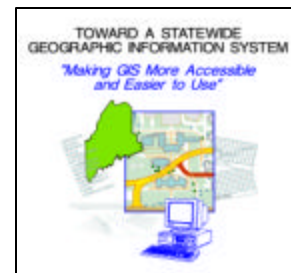 TOWARD A STATEWIDE
GEOGRAPHIC INFORMATION SYSTEM
"Making GIS More Accessible
and Easier to Use"